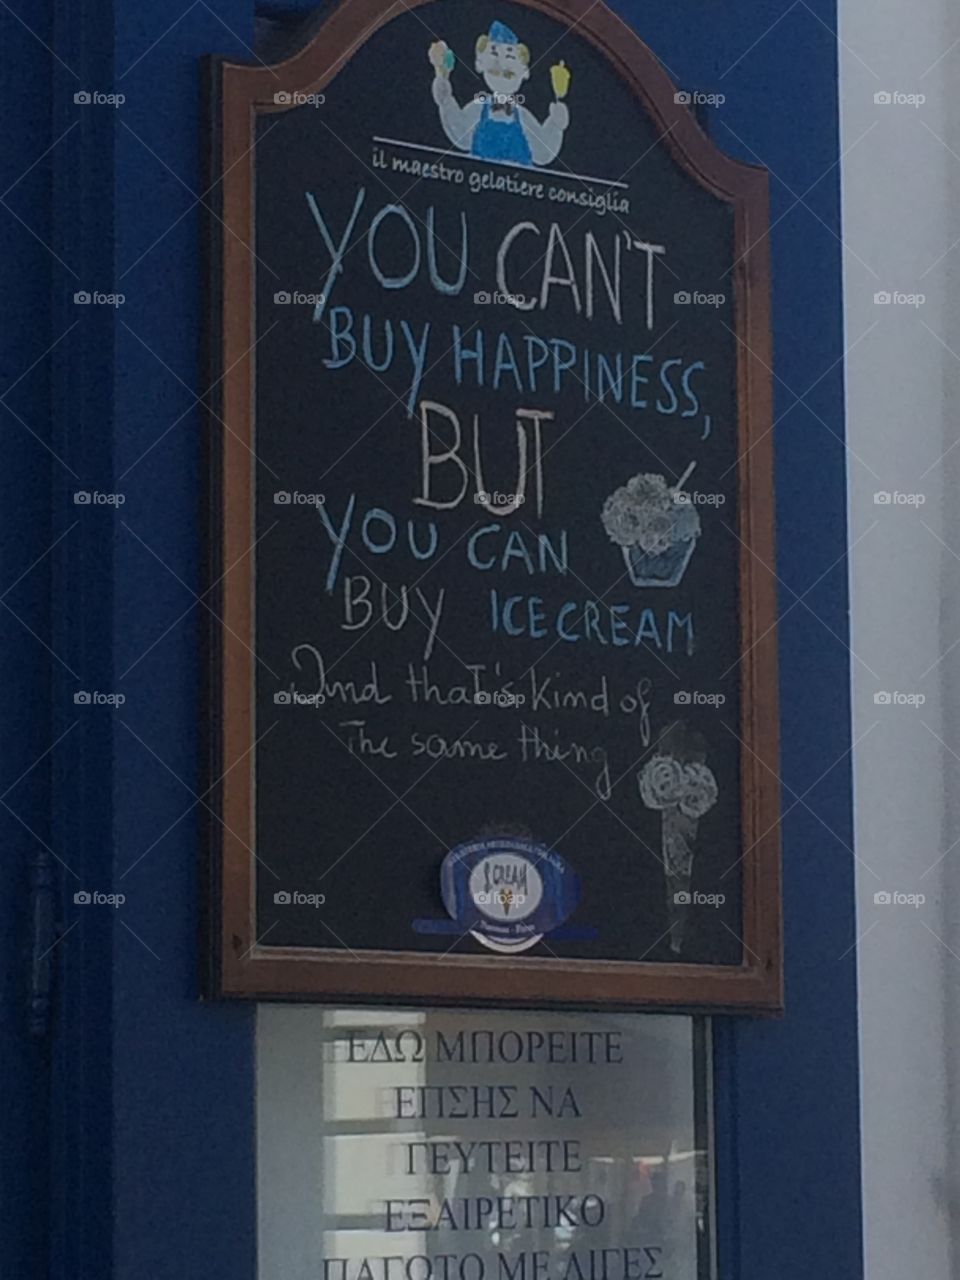 il maestro gelatiere consiglia
YOU CAN'T
BUY HAPPINESS,
BUT
YOU CAN
BUY ICECREAM
And that's kind of
The same thing
ΕΔΩ ΜΠΟΡΕΙΤΕ
ΕΠΣΗΣ ΝΑ
ΓΕΥΤΕΙΤΕ
ΕΞΑΙΡΕΤΙΚΟ
ΠΑΓΩΤΟ ΜΕ ΛΙΓΕΣ
foap